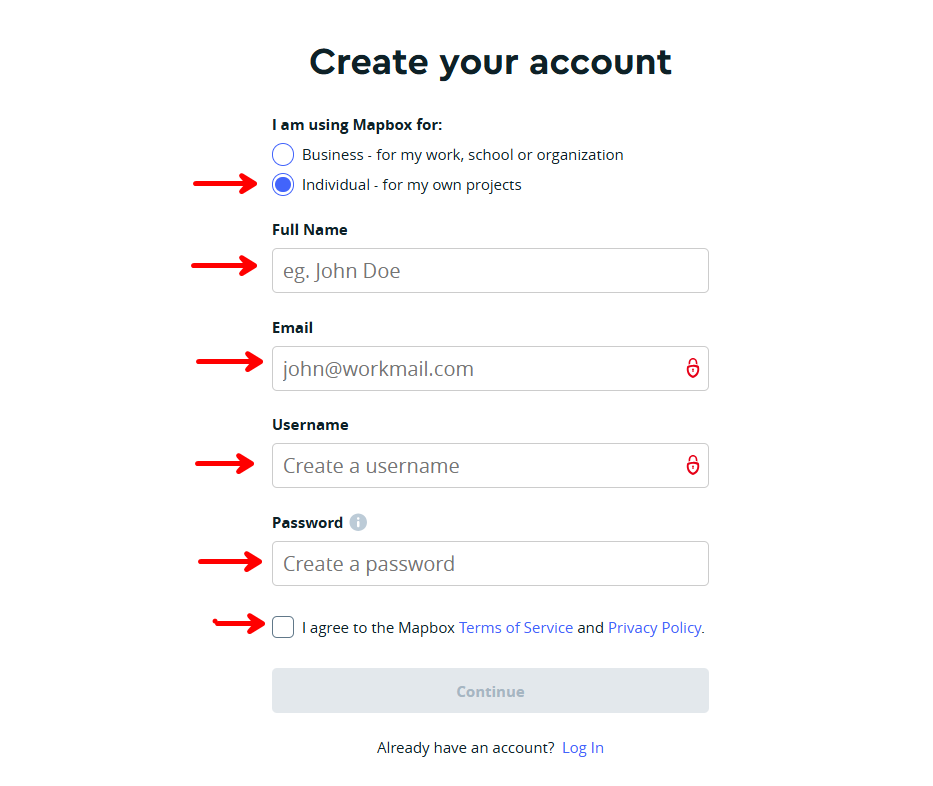 Create your account
I am using Mapbox for:
Business - for my work, school or organization
Individual - for my own projects
Full Name
eg. John Doe
Email
john@workmail.com
Username
Create a username
Password
Create a password
I agree to the Mapbox Terms of Service and Privacy Policy.
Continue
Already have an account? Log In